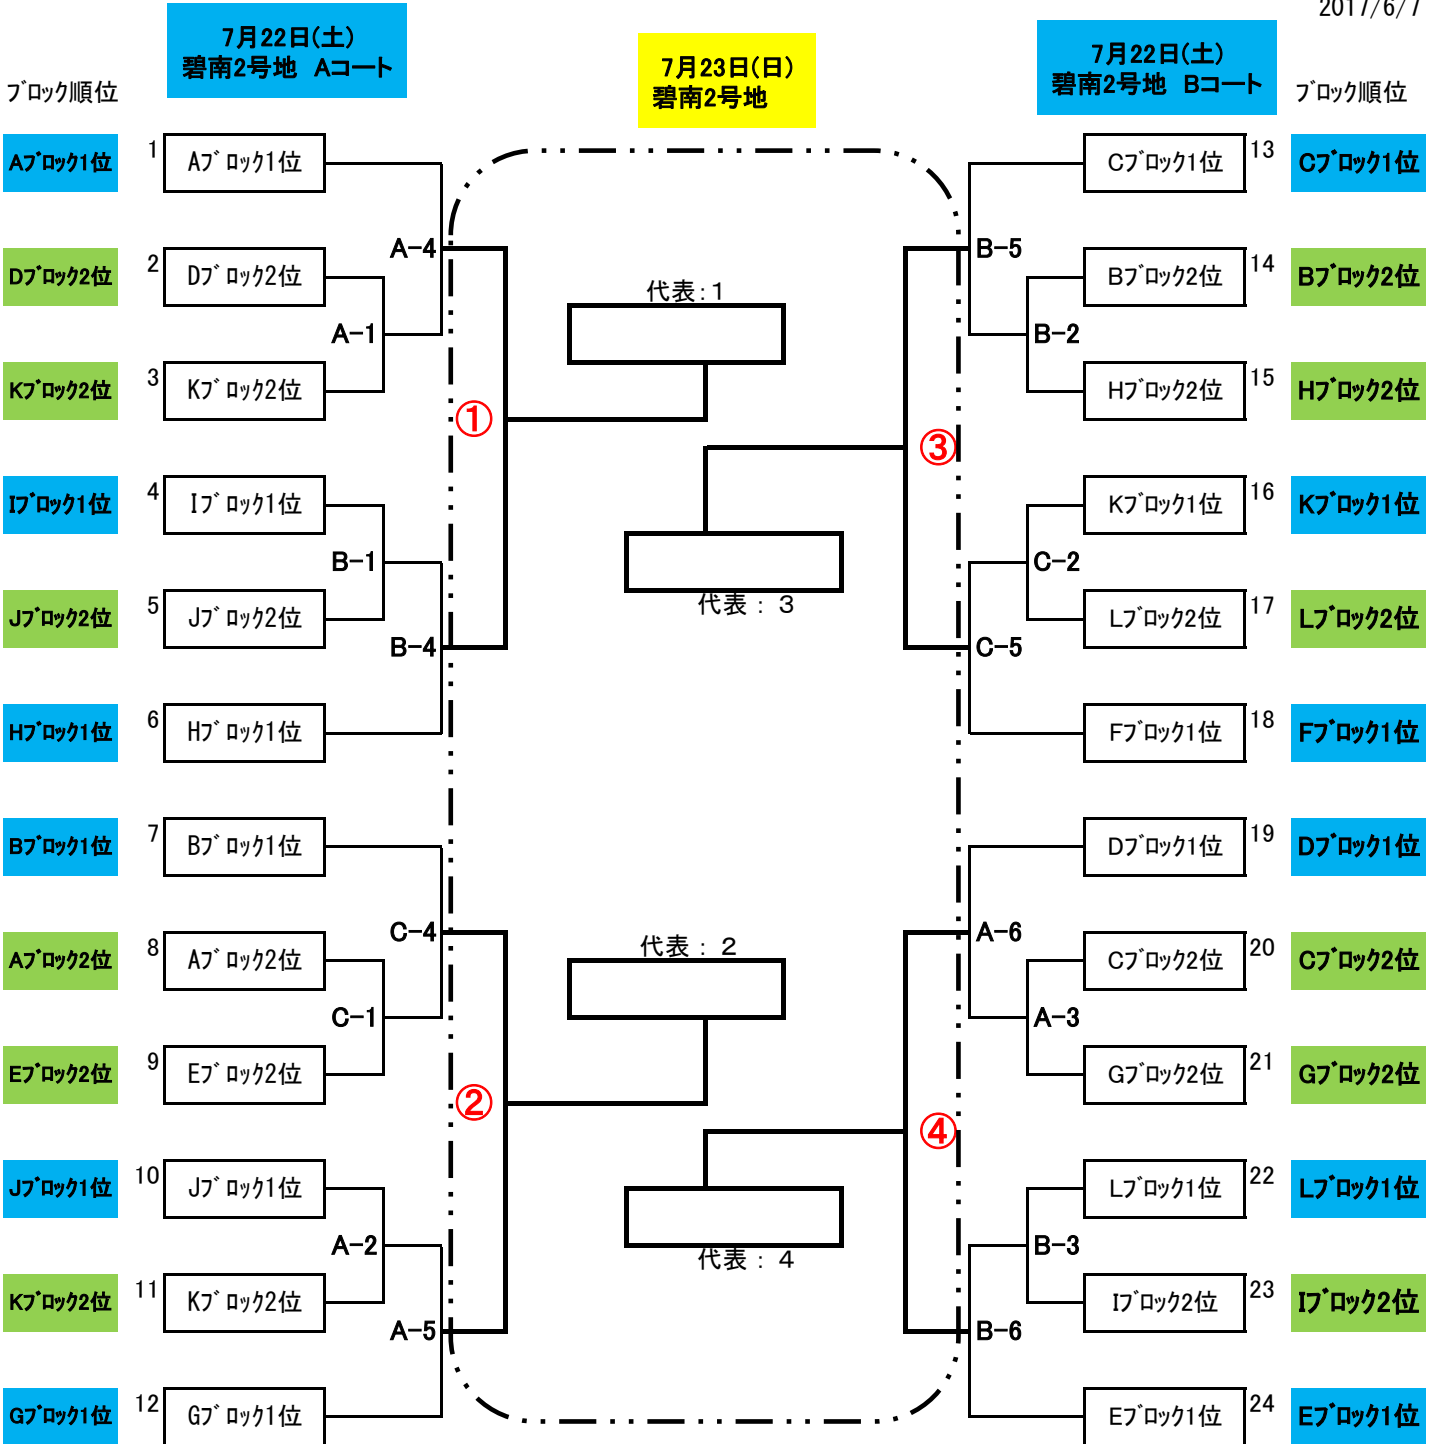 2017/6/7
7月22日(土)
碧南2号地　Aコート
7月23日(日)
碧南2号地
7月22日(土)
碧南2号地　Bコート
ブロック順位
ブロック順位
Aブロック1位
1
Aブロック1位
Cブロック1位
13
Cブロック1位
A-4
B-5
Dブロック2位
2
Dブロック2位
Bブロック2位
14
Bブロック2位
代表:1
A-1
B-2
Kブロック2位
3
Kブロック2位
Hブロック2位
15
Hブロック2位
①
③
Iブロック1位
4
Iブロック1位
Kブロック1位
16
Kブロック1位
B-1
C-2
Jブロック2位
5
Jブロック2位
代表：3
Lブロック2位
17
Lブロック2位
B-4
C-5
Hブロック1位
6
Hブロック1位
Fブロック1位
18
Fブロック1位
Bブロック1位
7
Bブロック1位
Dブロック1位
19
Dブロック1位
C-4
代表：2
A-6
Aブロック2位
8
Aブロック2位
Cブロック2位
20
Cブロック2位
C-1
A-3
Eブロック2位
9
Eブロック2位
Gブロック2位
21
Gブロック2位
②
④
Jブロック1位
10
Jブロック1位
Lブロック1位
22
Lブロック1位
A-2
代表：4
B-3
Kブロック2位
11
Kブロック2位
Iブロック2位
23
Iブロック2位
A-5
B-6
Gブロック1位
12
Gブロック1位
Eブロック1位
24
Eブロック1位